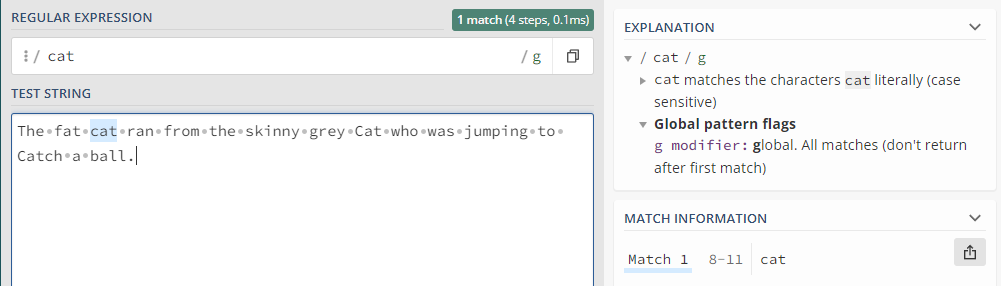 REGULAR EXPRESSION
1 match (4 steps, 0.1ms)
/ cat / g
TEST STRING
The·fat·cat·ran·from·the·skinny·grey·Cat·who·was·jumping·to·
Catch·a·ball.
EXPLANATION
/ cat / g
cat matches the characters cat literally (case
sensitive)
Global pattern flags
g modifier: global. All matches (don't return
after first match)
MATCH INFORMATION
Match 1 8-11 cat